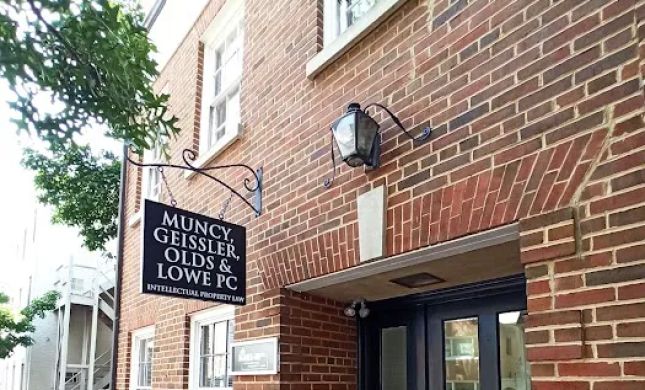 MUNCY,
GEISSLER,
OLDS &
LOWE PC
INTELLECTUAL PROPERTY LAW